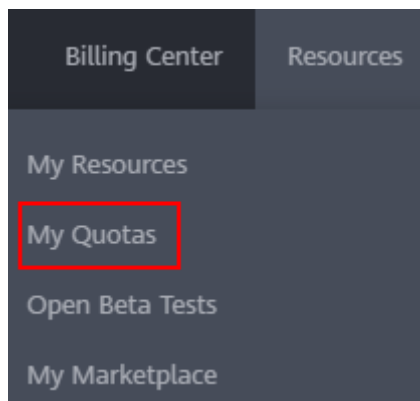 Billing Center Resources
My Resources
My Quotas
Open Beta Tests
My Marketplace